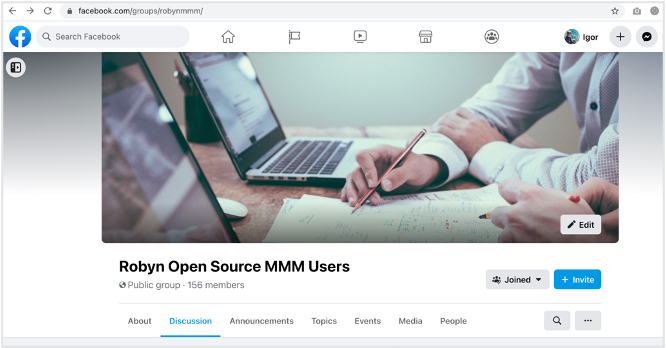 facebook.com/groups/robynmmm/
Search Facebook
Igor
Edit
Robyn Open Source MMM Users
Public group · 156 members
Joined
+ Invite
About Discussion Announcements Topics Events Media People